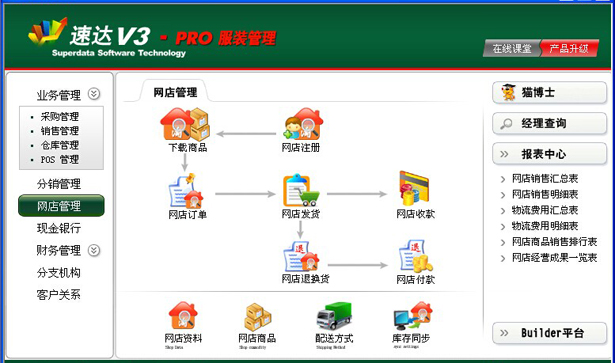 速达 V3 - PRO 服装管理
Superdata Software Technology
在线课堂 产品升级
业务管理
采购管理
销售管理
仓库管理
POS 管理
分销管理
网店管理
现金银行
财务管理
分支机构
客户关系
网店管理
下载商品
网店注册
网店订单
网店发货
网店收款
退
网店退换货
退
网店付款
网店资料
网店商品
配送方式
Shipping Method
库存同步
猫博士
经理查询
报表中心
网店销售汇总表
网店销售明细表
物流费用汇总表
物流费用明细表
网店商品销售排行表
网店经营成果一览表
Builder平台